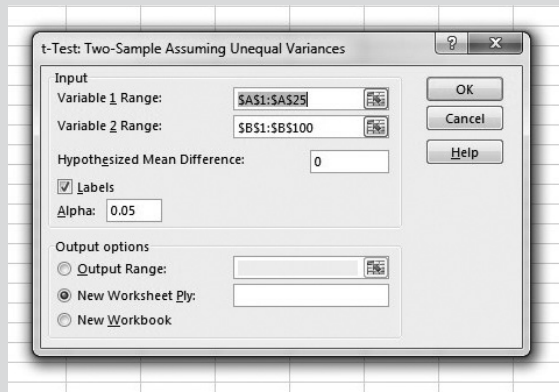 t-Test: Two-Sample Assuming Unequal Variances
Input
Variable 1 Range: $A$1:$A$25
Variable 2 Range: $B$1:$B$100
Hypothesized Mean Difference: 0
Labels
Alpha: 0.05
OK
Cancel
Help
Output options
Output Range:
New Worksheet Ply:
New Workbook